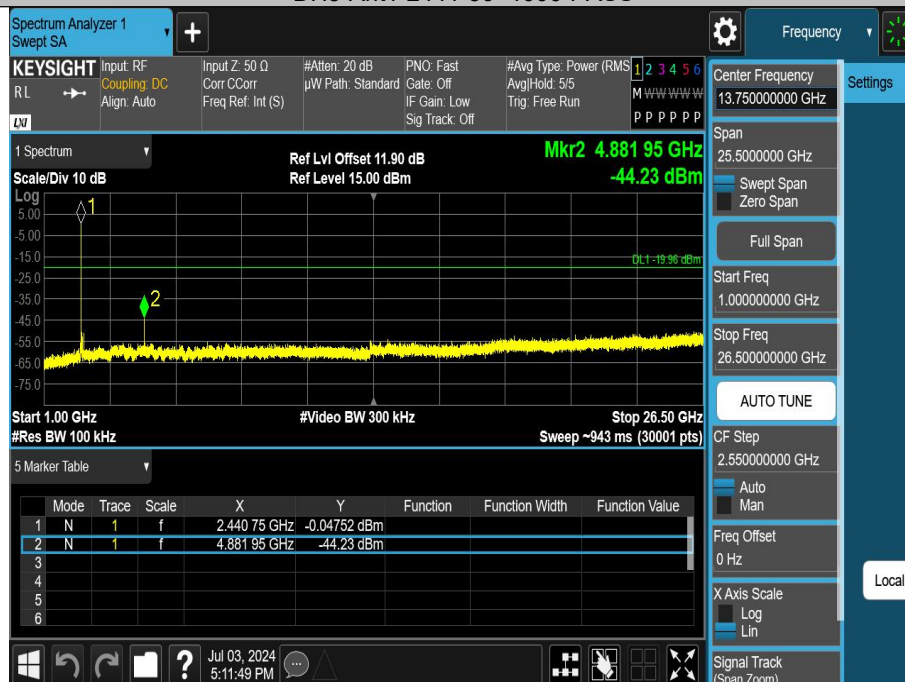 Spectrum Analyzer 1
Swept SA
+
Frequency
KEYSIGHT
RL
LXI
Input: RF
Coupling: DC
Align: Auto
Input Z: 50 Ω
Corr CCorr
Freq Ref: Int (S)
#Atten: 20 dB
µW Path: Standard
PNO: Fast
Gate: Off
IF Gain: Low
Sig Track: Off
#Avg Type: Power (RMS
Avg|Hold: 5/5
Trig: Free Run
1 2 3 4 5 6
M W W W W W
P P P P P P
1 Spectrum
Scale/Div 10 dB
Ref Lvl Offset 11.90 dB
Ref Level 15.00 dBm
Mkr2 4.881 95 GHz
-44.23 dBm
Log
5.00
-5.00
-15.0
-25.0
-35.0
-45.0
-55.0
-65.0
-75.0
1
2
DL1 -19.96 dBm
Start 1.00 GHz
#Res BW 100 kHz
#Video BW 300 kHz
Stop 26.50 GHz
Sweep ~943 ms (30001 pts)
5 Marker Table
Mode Trace Scale X Y Function Function Width Function Value
1 N 1 f 2.440 75 GHz -0.04752 dBm
2 N 1 f 4.881 95 GHz -44.23 dBm
3
4
5
6
Jul 03, 2024
5:11:49 PM
Center Frequency
13.750000000 GHz
Settings
Span
25.5000000 GHz
Swept Span
Zero Span
Full Span
Start Freq
1.000000000 GHz
Stop Freq
26.500000000 GHz
AUTO TUNE
CF Step
2.550000000 GHz
Auto
Man
Freq Offset
0 Hz
Local
X Axis Scale
Log
Lin
Signal Track
(Span Zoom)